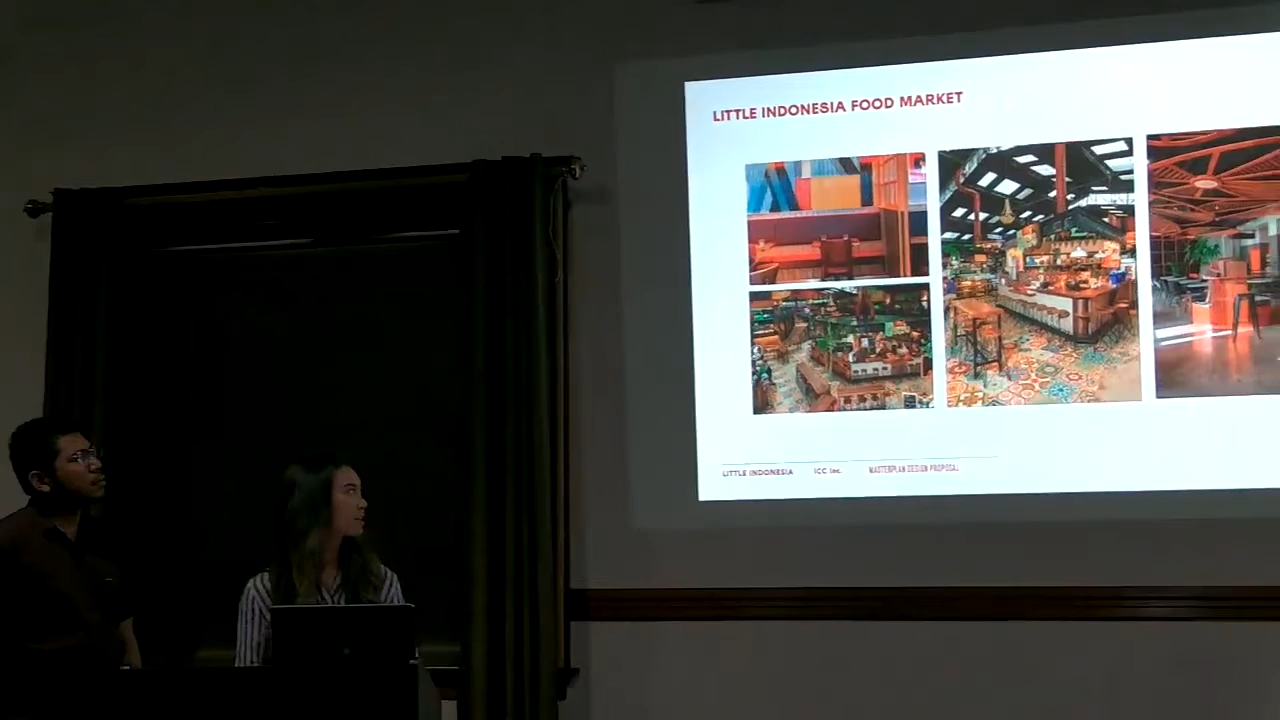 LITTLE INDONESIA FOOD MARKET
LITTLE INDONESIA ICC Inc. MASTERPLAN DESIGN PROPOSAL